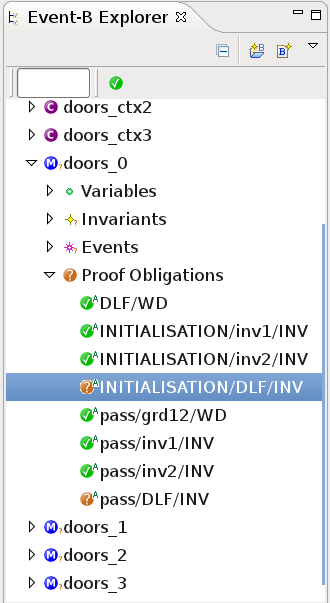 Event-B Explorer
doors_ctx2
doors_ctx3
doors_0
Variables
Invariants
Events
Proof Obligations
DLF/WD
INITIALISATION/inv1/INV
INITIALISATION/inv2/INV
INITIALISATION/DLF/INV
pass/grd12/WD
pass/inv1/INV
pass/inv2/INV
pass/DLF/INV
doors_1
doors_2
doors_3